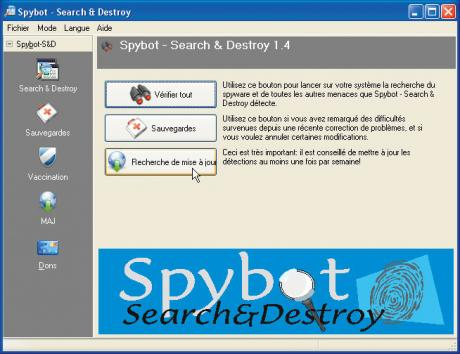 Spybot - Search & Destroy
Fichier Mode Langue Aide
Spybot-S&D
Search & Destroy
Sauvegardes
Vaccination
MAJ
Dons
Spybot - Search & Destroy 1.4
Vérifier tout
Utilisez ce bouton pour lancer sur votre système la recherche du
spyware et de toutes les autres menaces que Spybot - Search &
Destroy détecte.
Sauvegardes
Utilisez ce bouton si vous avez remarqué des difficultés
survenues depuis une récente correction de problèmes, et si
vous voulez annuler certaines modifications.
Recherche de mise à jour
Ceci est très important: il est conseillé de mettre à jour les
détections au moins une fois par semaine!
Spybot
Search&Destroy